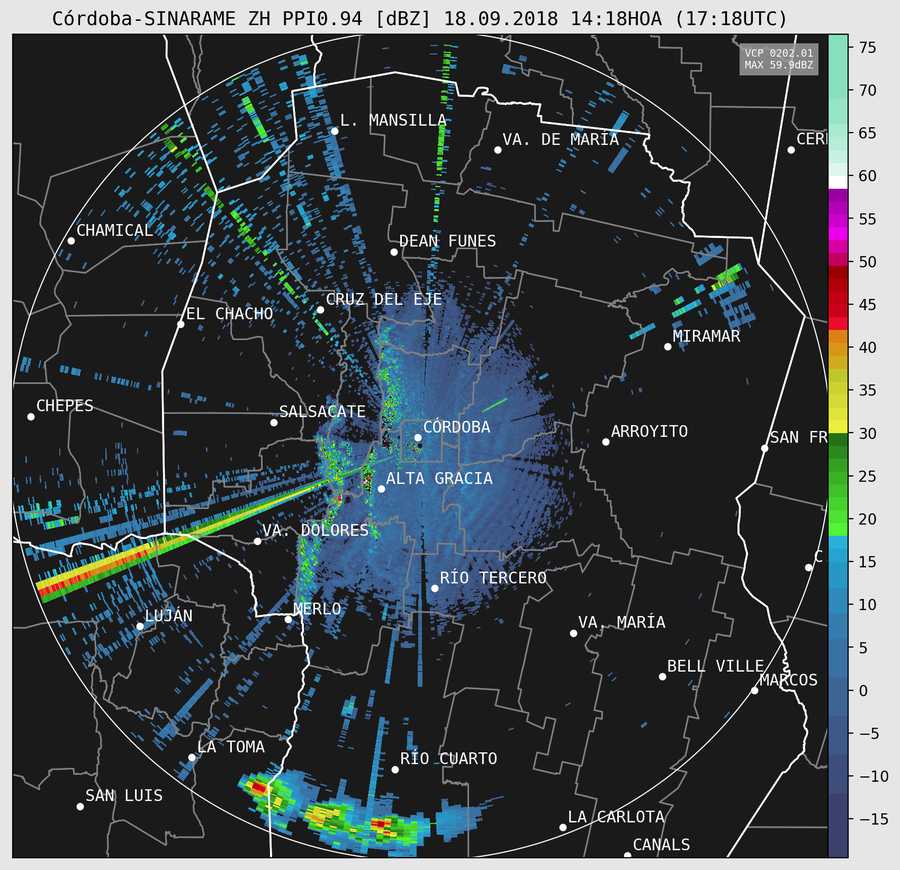 Córdoba-SINARAME ZH PPI0.94 [dBZ] 18.09.2018 14:18HOA (17:18UTC)
VCP 0202.01
MAX 59.9dBZ
75
70
65
60
55
50
45
40
35
30
25
20
15
10
5
0
−5
−10
−15
L. MANSILLA
VA. DE MARÍA
CER
CHAMICAL
DEAN FUNES
CRUZ DEL EJE
EL CHACHO
MIRAMAR
CHEPES
SALSACATE
CÓRDOBA
ARROYITO
SAN FR
ALTA GRACIA
VA. DOLORES
C
RÍO TERCERO
LUJÁN
MERLO
VA. MARÍA
BELL VILLE
MARCOS
LA TOMA
RÍO CUARTO
SAN LUIS
LA CARLOTA
CANALS